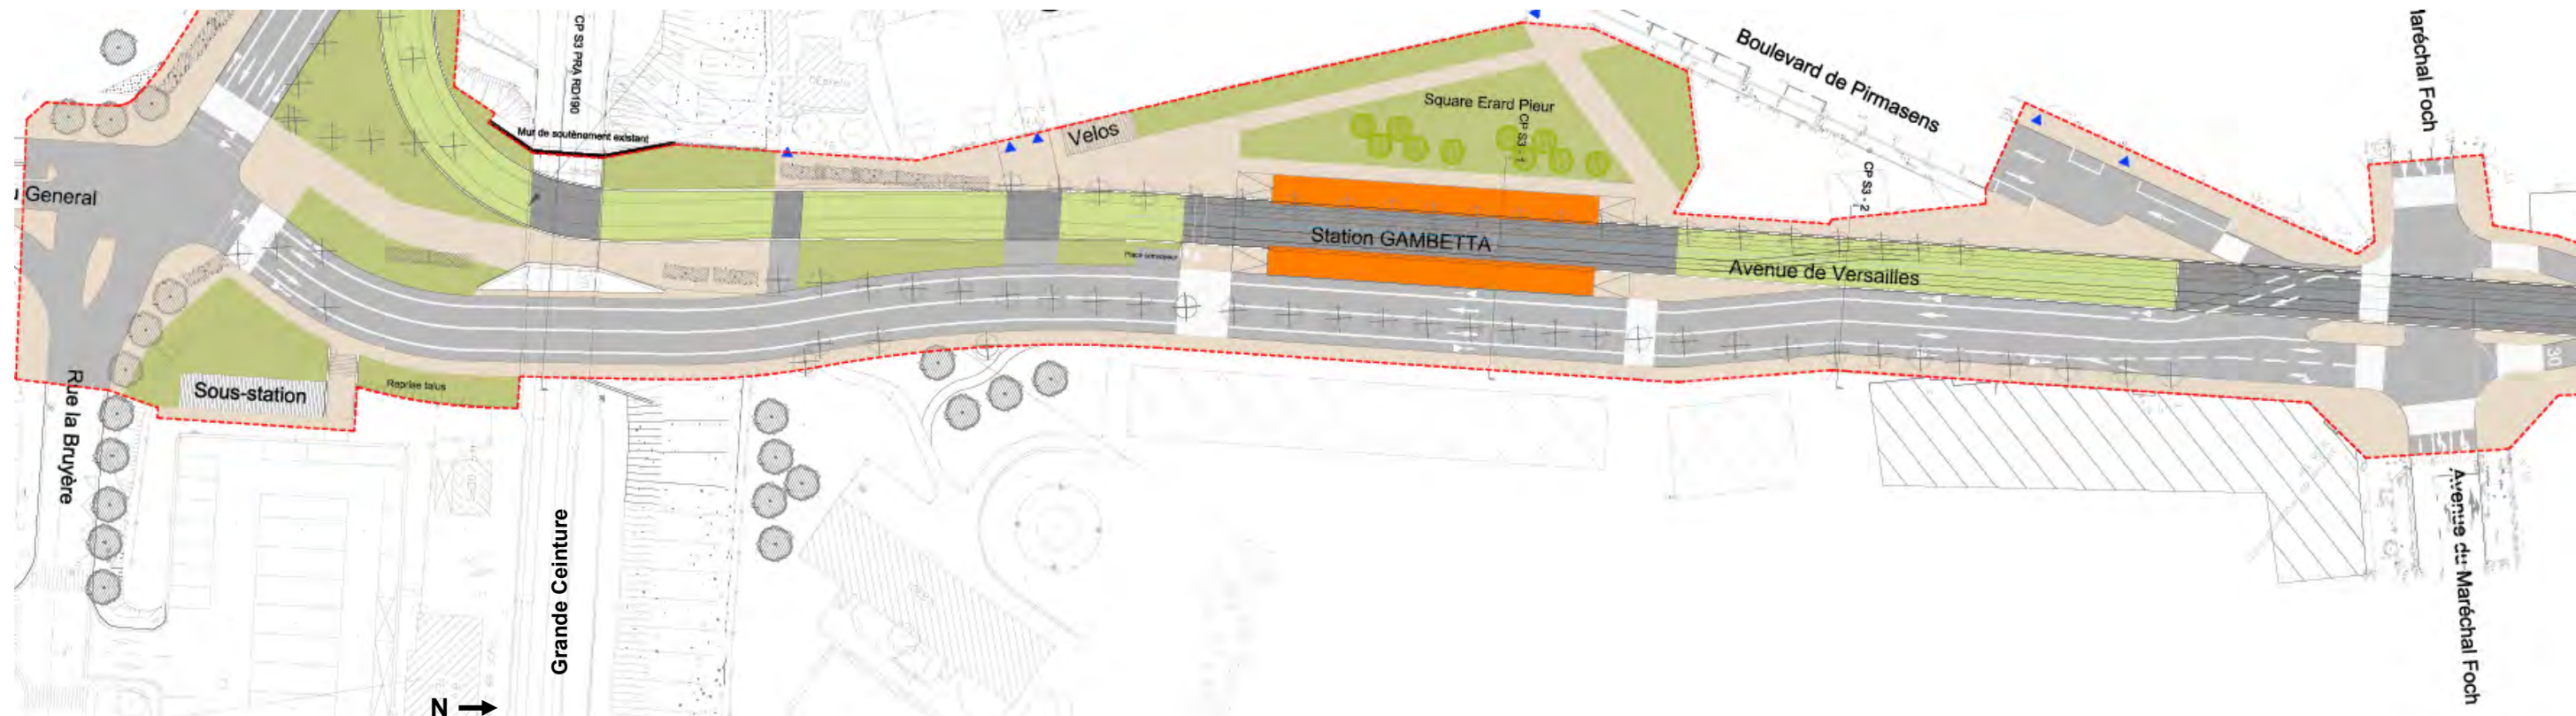 CP S3 PRA RD190
Mur de soutènement existant
Velos
Square Erard Pieur
CP S3 - 1
Boulevard de Pirmasens
CP S3 - 2
aréchal Foch
General
Station GAMBETTA
Avenue de Versailles
30
Sous-station
Reprise talus
Rue la Bruyère
Grande Ceinture
Avenue du Maréchal Foch
N